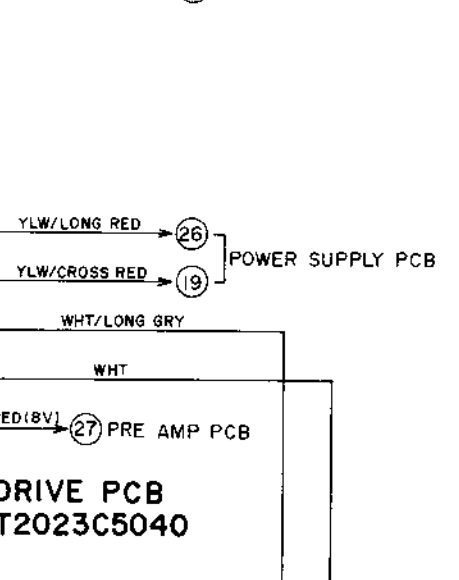 YLW/LONG RED
26
POWER SUPPLY PCB
YLW/CROSS RED
19
WHT/LONG GRY
WHT
ED(8V)
27 PRE AMP PCB
DRIVE PCB
T2023C5040